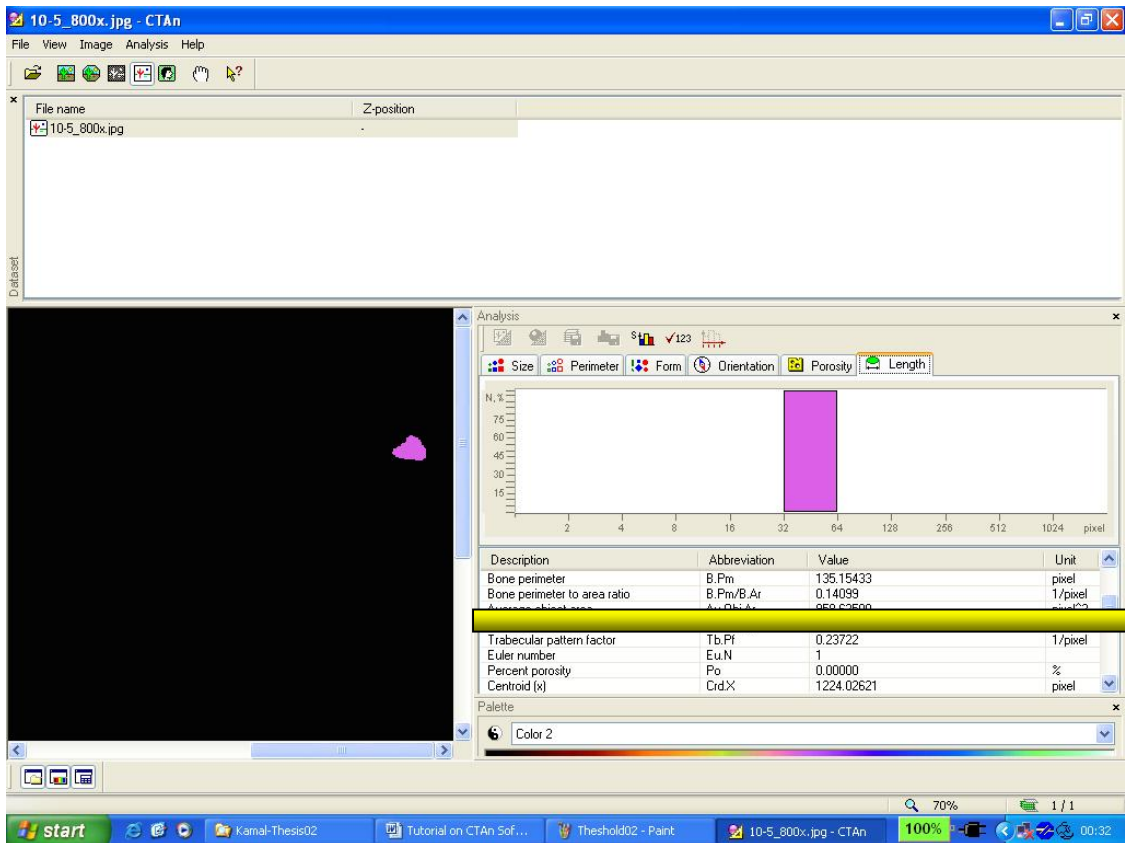 10-5_800x.jpg - CTAn
File View Image Analysis Help
File name Z-position
10-5_800x.jpg -
Dataset
Analysis
123
Size Perimeter Form Orientation Porosity Length
N, %
75
60
45
30
15
2 4 8 16 32 64 128 256 512 1024 pixel
Description Abbreviation Value Unit
Bone perimeter B.Pm 135.15433 pixel
Bone perimeter to area ratio B.Pm/B.Ar 0.14099 1/pixel
Trabecular pattern factor Tb.Pf 0.23722 1/pixel
Euler number Eu.N 1
Percent porosity Po 0.00000 %
Centroid (x) Crd.X 1224.02621 pixel
Palette
Color 2
70% 1 / 1
start Kamal-Thesis02 Tutorial on CTAn Sof... Theshold02 - Paint 10-5_800x.jpg - CTAn 100% 00:32